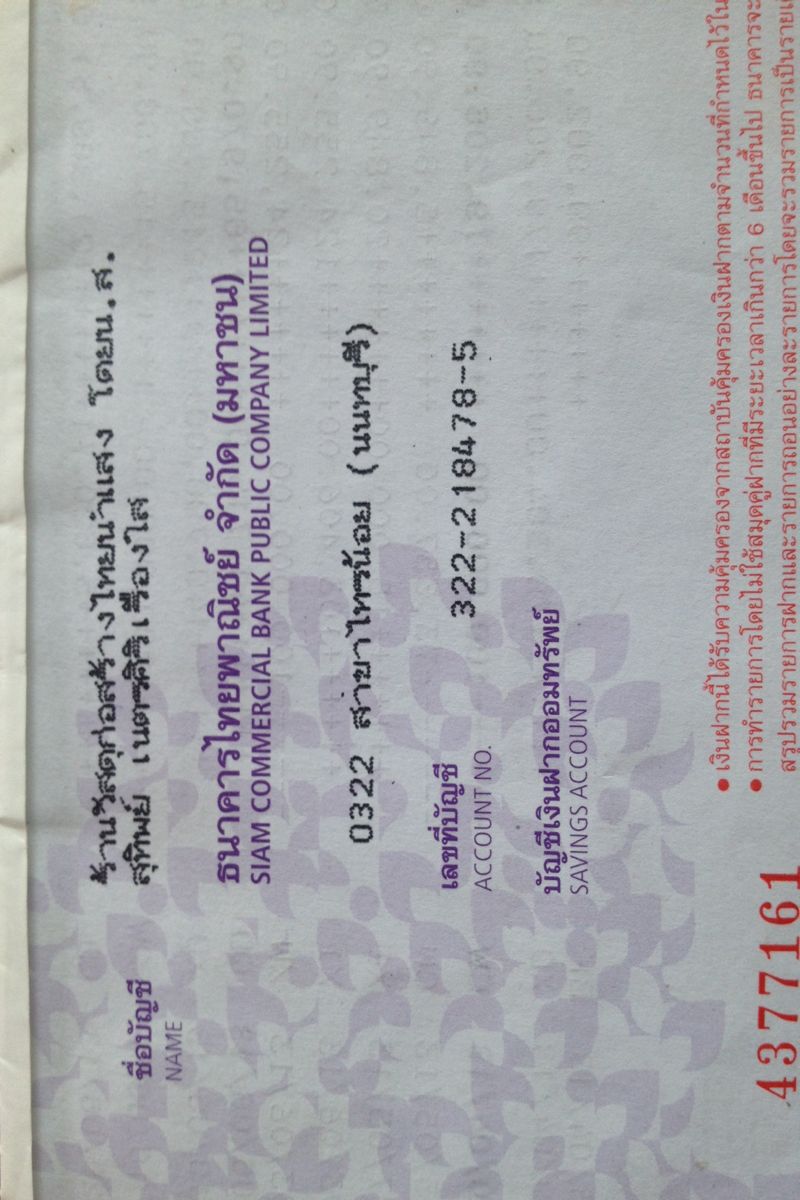 ชื่อบัญชี ร้านวัสดุก่อสร้างไทยนำแสง โดยน.ส.
NAME สุทิพย์ เนตรศิริเรืองใส
ธนาคารไทยพาณิชย์ จำกัด (มหาชน)
SIAM COMMERCIAL BANK PUBLIC COMPANY LIMITED
0322 สาขาไทรน้อย (นนทบุรี)
เลขที่บัญชี 322-218478-5
ACCOUNT NO.
บัญชีเงินฝากออมทรัพย์
SAVINGS ACCOUNT
• เงินฝากนี้ได้รับความคุ้มครองจากสถาบันคุ้มครองเงินฝากตามจำนวนที่กำหนดไว้ใน
• การทำรายการโดยไม่ใช้สมุดคู่ฝากที่มีระยะเวลาเกินกว่า 6 เดือนขึ้นไป ธนาคารจะ
สรุปรวมรายการฝากและรายการถอนอย่างละรายการโดยจะรวมรายการเป็นราย
4377161